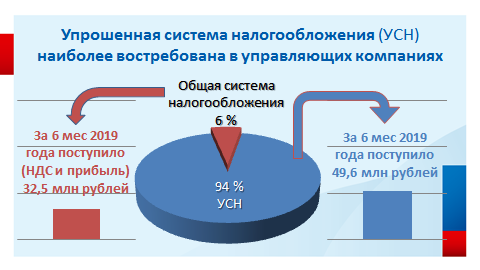 Упрошенная система налогообложения (УСН)
наиболее востребована в управляющих компаниях
Общая система
налогообложения
6 %
За 6 мес 2019
года поступило
(НДС и прибыль)
32,5 млн рублей
За 6 мес 2019
года поступило
49,6 млн рублей
94 %
УСН